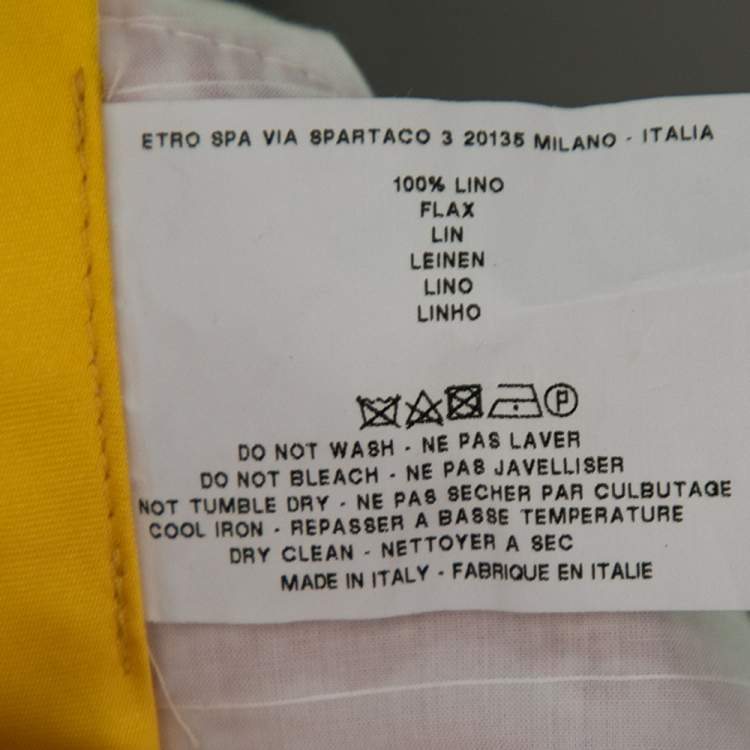 ETRO SPA VIA SPARTACO 3 20135 MILANO - ITALIA
100% LINO
FLAX
LIN
LEINEN
LINO
LINHO
P
DO NOT WASH - NE PAS LAVER
DO NOT BLEACH - NE PAS JAVELLISER
NOT TUMBLE DRY - NE PAS SECHER PAR CULBUTAGE
COOL IRON - REPASSER A BASSE TEMPERATURE
DRY CLEAN - NETTOYER A SEC
MADE IN ITALY - FABRIQUE EN ITALIE